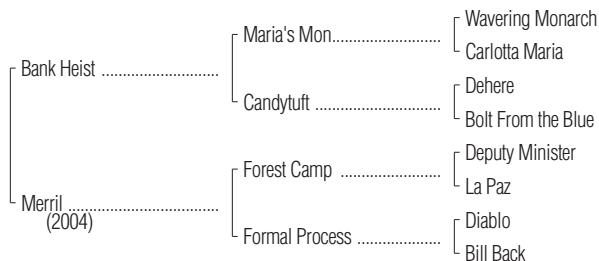 Wavering Monarch
Maria's Mon
Carlotta Maria
Bank Heist
Dehere
Candytuft
Bolt From the Blue
Deputy Minister
Forest Camp
La Paz
Merril
(2004)
Diablo
Formal Process
Bill Back